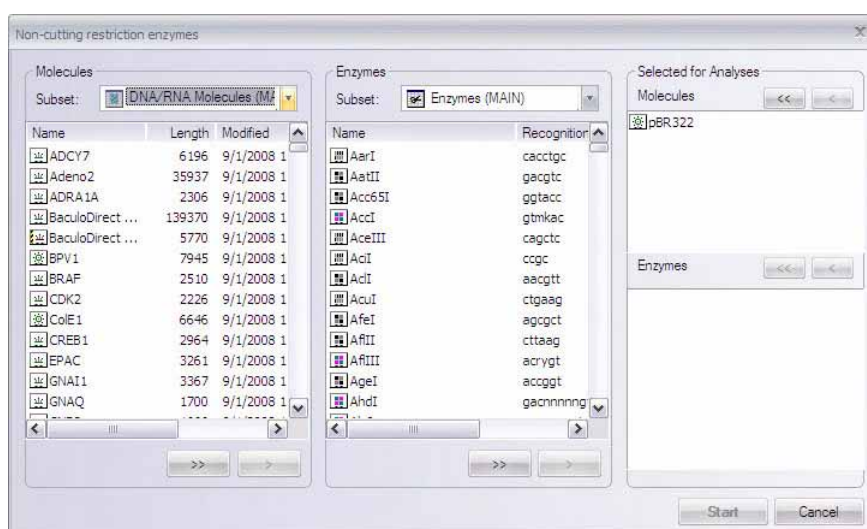 Non-cutting restriction enzymes
Molecules
Subset: DNA/RNA Molecules (MA
Name Length Modified
ADCY7 6196 9/1/2008 1
Adeno2 35937 9/1/2008 1
ADRA1A 2306 9/1/2008 1
BaculoDirect ... 139370 9/1/2008 1
BaculoDirect ... 5770 9/1/2008 1
BPV1 7945 9/1/2008 1
BRAF 2510 9/1/2008 1
CDK2 2226 9/1/2008 1
ColE1 6646 9/1/2008 1
CREB1 2964 9/1/2008 1
EPAC 3261 9/1/2008 1
GNAI1 3367 9/1/2008 1
GNAQ 1700 9/1/2008 1
>> >
Enzymes
Subset: Enzymes (MAIN)
Name Recognition
AarI cacctgc
AatII gacgtc
Acc65I ggtacc
AccI gtmkac
AceIII cagctc
AciI ccgc
AclI aacgtt
AcuI ctgaag
AfeI agcgct
AflII cttaag
AflIII acrygt
AgeI accggt
AhdI gacnnnnng
>> >
Selected for Analyses
Molecules << <
pBR322
Enzymes << <
Start Cancel